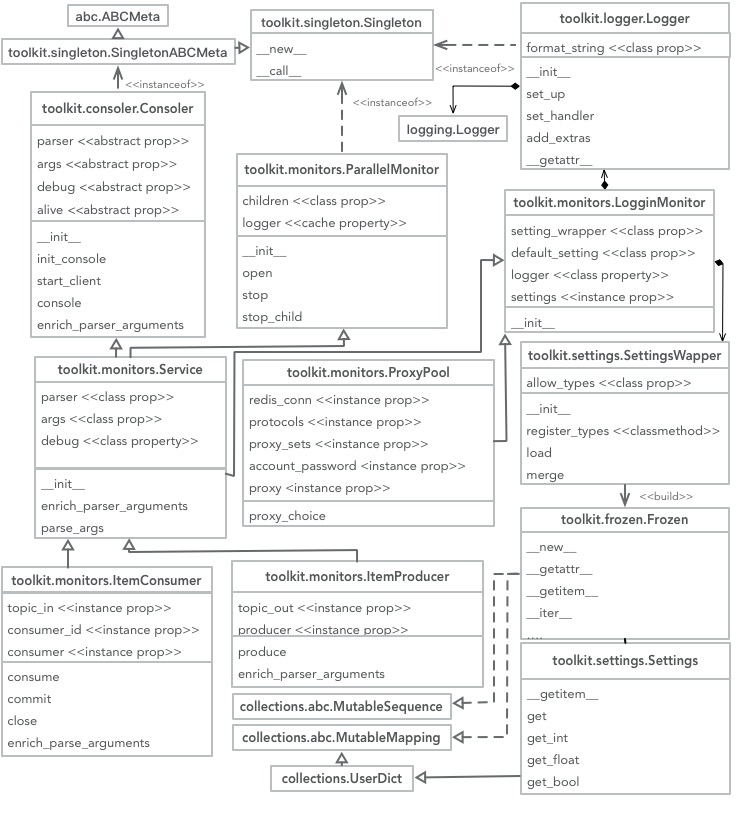 abc.ABCMeta
toolkit.singleton.SingletonABCMeta
toolkit.singleton.Singleton
__new__
__call__
toolkit.logger.Logger
format_string <<class prop>>
__init__
set_up
set_handler
add_extras
__getattr__
<<instanceof>>
<<instanceof>>
<<instanceof>>
logging.Logger
toolkit.consoler.Consoler
parser <<abstract prop>>
args <<abstract prop>>
debug <<abstract prop>>
alive <<abstract prop>>
__init__
init_console
start_client
console
enrich_parser_arguments
toolkit.monitors.ParallelMonitor
children <<class prop>>
logger <<cache property>>
__init__
open
stop
stop_child
toolkit.monitors.LogginMonitor
setting_wrapper <<class prop>>
default_setting <<class prop>>
logger <<class property>>
settings <<instance prop>>
__init__
toolkit.monitors.Service
parser <<class prop>>
args <<class prop>>
debug <<class property>>
__init__
enrich_parser_arguments
parse_args
toolkit.monitors.ProxyPool
redis_conn <<instance prop>>
protocols <<instance prop>>
proxy_sets <<instance prop>>
account_password <instance prop>>
proxy <instance prop>>
proxy_choice
toolkit.settings.SettingsWapper
allow_types <<class prop>>
__init__
register_types <<classmethod>>
load
merge
<<build>>
toolkit.frozen.Frozen
__new__
__getattr__
__getitem__
__iter__
....
toolkit.monitors.ItemConsumer
topic_in <<instance prop>>
consumer_id <<instance prop>>
consumer <<instance prop>>
consume
commit
close
enrich_parse_arguments
toolkit.monitors.ItemProducer
topic_out <<instance prop>>
producer <<instance prop>>
produce
enrich_parser_arguments
collections.abc.MutableSequence
collections.abc.MutableMapping
collections.UserDict
toolkit.settings.Settings
__getitem__
get
get_int
get_float
get_bool